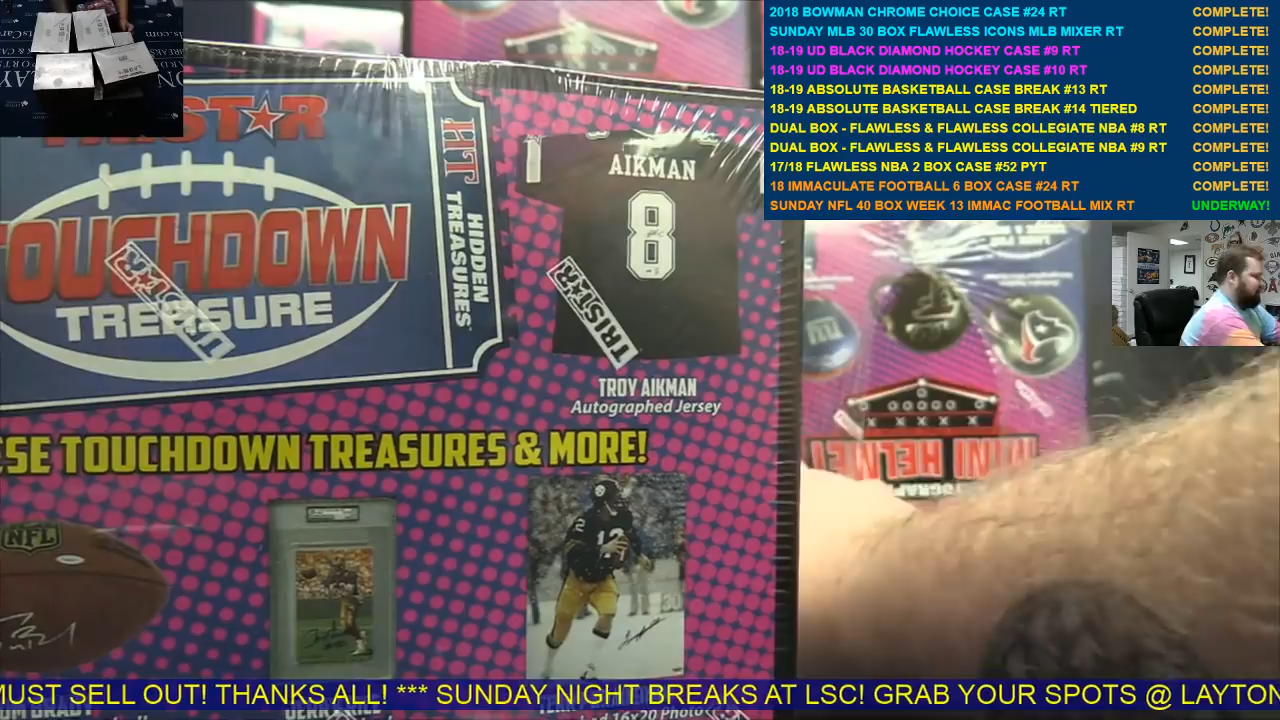 2018 BOWMAN CHROME CHOICE CASE #24 RT COMPLETE!
SUNDAY MLB 30 BOX FLAWLESS ICONS MLB MIXER RT COMPLETE!
18-19 UD BLACK DIAMOND HOCKEY CASE #9 RT COMPLETE!
18-19 UD BLACK DIAMOND HOCKEY CASE #10 RT COMPLETE!
18-19 ABSOLUTE BASKETBALL CASE BREAK #13 RT COMPLETE!
18-19 ABSOLUTE BASKETBALL CASE BREAK #14 TIERED COMPLETE!
DUAL BOX - FLAWLESS & FLAWLESS COLLEGIATE NBA #8 RT COMPLETE!
DUAL BOX - FLAWLESS & FLAWLESS COLLEGIATE NBA #9 RT COMPLETE!
17/18 FLAWLESS NBA 2 BOX CASE #52 PYT COMPLETE!
18 IMMACULATE FOOTBALL 6 BOX CASE #24 RT COMPLETE!
SUNDAY NFL 40 BOX WEEK 13 IMMAC FOOTBALL MIX RT UNDERWAY!
TRISTAR
TOUCHDOWN
TREASURE
HT HIDDEN TREASURES
AIKMAN
8
TRISTAR
TROY AIKMAN
Autographed Jersey
ESE TOUCHDOWN TREASURES & MORE!
NFL
12
MINI HELMET
MUST SELL OUT! THANKS ALL! *** SUNDAY NIGHT BREAKS AT LSC! GRAB YOUR SPOTS @ LAYTON